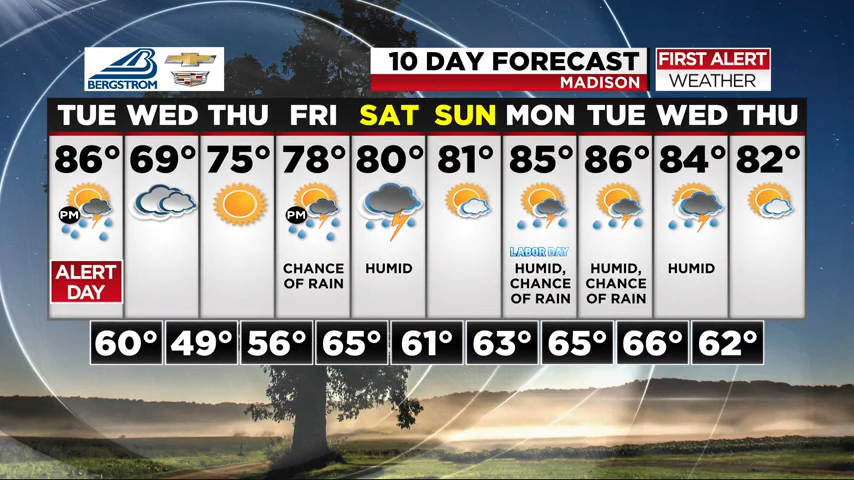 BERGSTROM
10 DAY FORECAST
MADISON
FIRST ALERT
WEATHER
TUE WED THU FRI SAT SUN MON TUE WED THU
86° 69° 75° 78° 80° 81° 85° 86° 84° 82°
PM
PM
LABOR DAY
ALERT
DAY
CHANCE
OF RAIN
HUMID
HUMID,
CHANCE
OF RAIN
HUMID,
CHANCE
OF RAIN
HUMID
60° 49° 56° 65° 61° 63° 65° 66° 62°